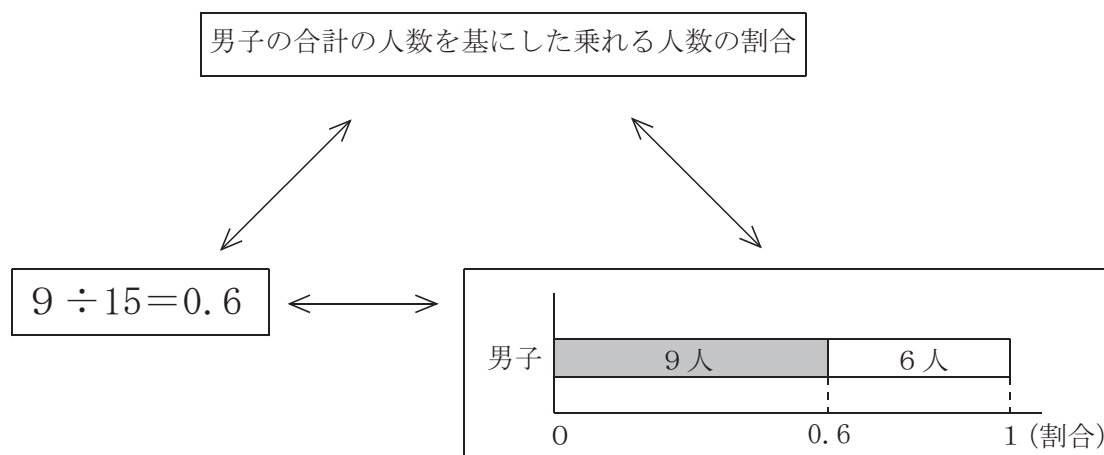 男子の合計の人数を基にした乗れる人数の割合
９÷15＝0.６
男子 ９人 ６人
0 0.6 1 (割合)